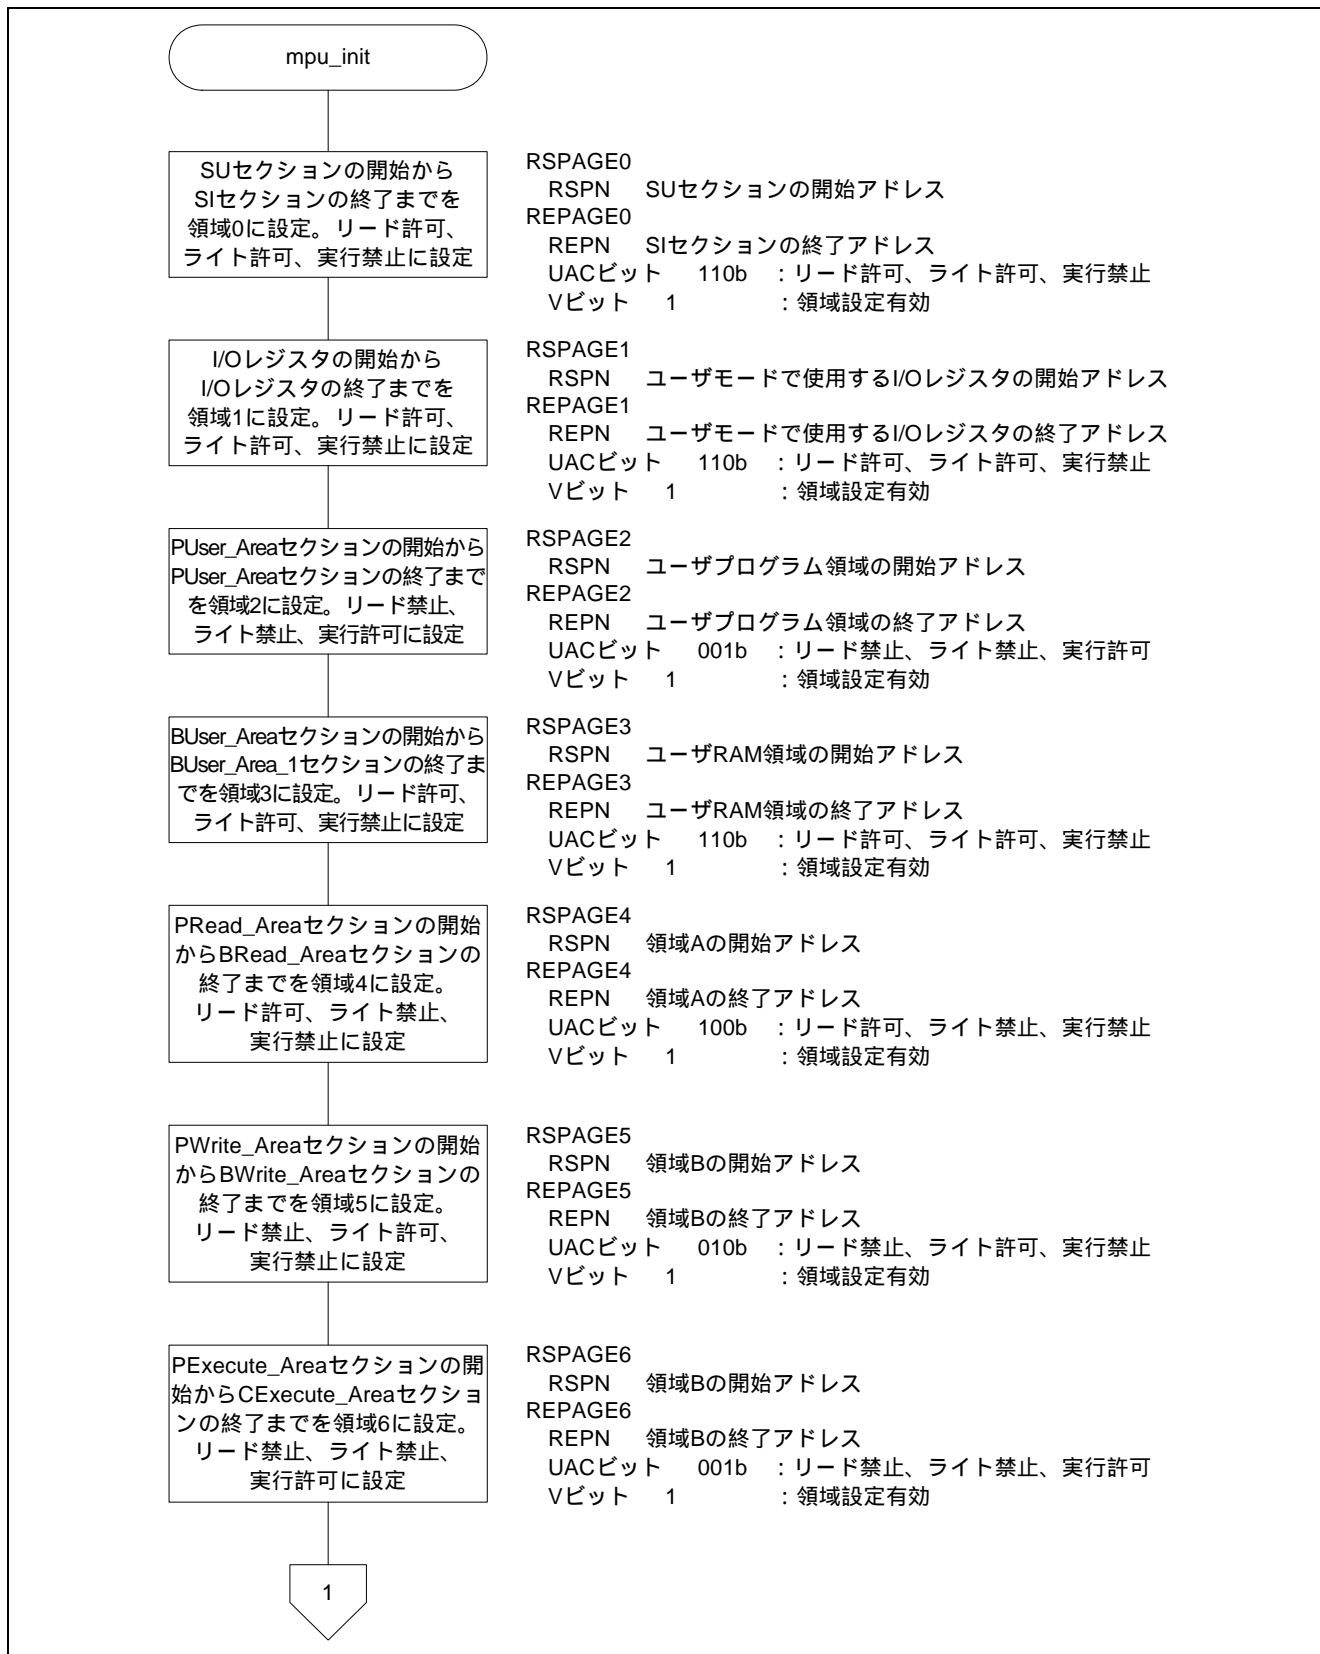 mpu_init
SUセクションの開始から
SIセクションの終了までを
領域0に設定。リード許可、
ライト許可、実行禁止に設定
RSPAGE0
RSPN SUセクションの開始アドレス
REPAGE0
REPN SIセクションの終了アドレス
UACビット 110b :リード許可、ライト許可、実行禁止
Vビット 1 :領域設定有効
I/Oレジスタの開始から
I/Oレジスタの終了までを
領域1に設定。リード許可、
ライト許可、実行禁止に設定
RSPAGE1
RSPN ユーザモードで使用するI/Oレジスタの開始アドレス
REPAGE1
REPN ユーザモードで使用するI/Oレジスタの終了アドレス
UACビット 110b :リード許可、ライト許可、実行禁止
Vビット 1 :領域設定有効
PUser_Areaセクションの開始から
PUser_Areaセクションの終了まで
を領域2に設定。リード禁止、
ライト禁止、実行許可に設定
RSPAGE2
RSPN ユーザプログラム領域の開始アドレス
REPAGE2
REPN ユーザプログラム領域の終了アドレス
UACビット 001b :リード禁止、ライト禁止、実行許可
Vビット 1 :領域設定有効
BUser_Areaセクションの開始から
BUser_Area_1セクションの終了ま
でを領域3に設定。リード許可、
ライト許可、実行禁止に設定
RSPAGE3
RSPN ユーザRAM領域の開始アドレス
REPAGE3
REPN ユーザRAM領域の終了アドレス
UACビット 110b :リード許可、ライト許可、実行禁止
Vビット 1 :領域設定有効
PRead_Areaセクションの開始
からBRead_Areaセクションの
終了までを領域4に設定。
リード許可、ライト禁止、
実行禁止に設定
RSPAGE4
RSPN 領域Aの開始アドレス
REPAGE4
REPN 領域Aの終了アドレス
UACビット 100b :リード許可、ライト禁止、実行禁止
Vビット 1 :領域設定有効
PWrite_Areaセクションの開始
からBWrite_Areaセクションの
終了までを領域5に設定。
リード禁止、ライト許可、
実行禁止に設定
RSPAGE5
RSPN 領域Bの開始アドレス
REPAGE5
REPN 領域Bの終了アドレス
UACビット 010b :リード禁止、ライト許可、実行禁止
Vビット 1 :領域設定有効
PExecute_Areaセクションの開
始からCExecute_Areaセクショ
ンの終了までを領域6に設定。
リード禁止、ライト禁止、
実行許可に設定
RSPAGE6
RSPN 領域Bの開始アドレス
REPAGE6
REPN 領域Bの終了アドレス
UACビット 001b :リード禁止、ライト禁止、実行許可
Vビット 1 :領域設定有効
1